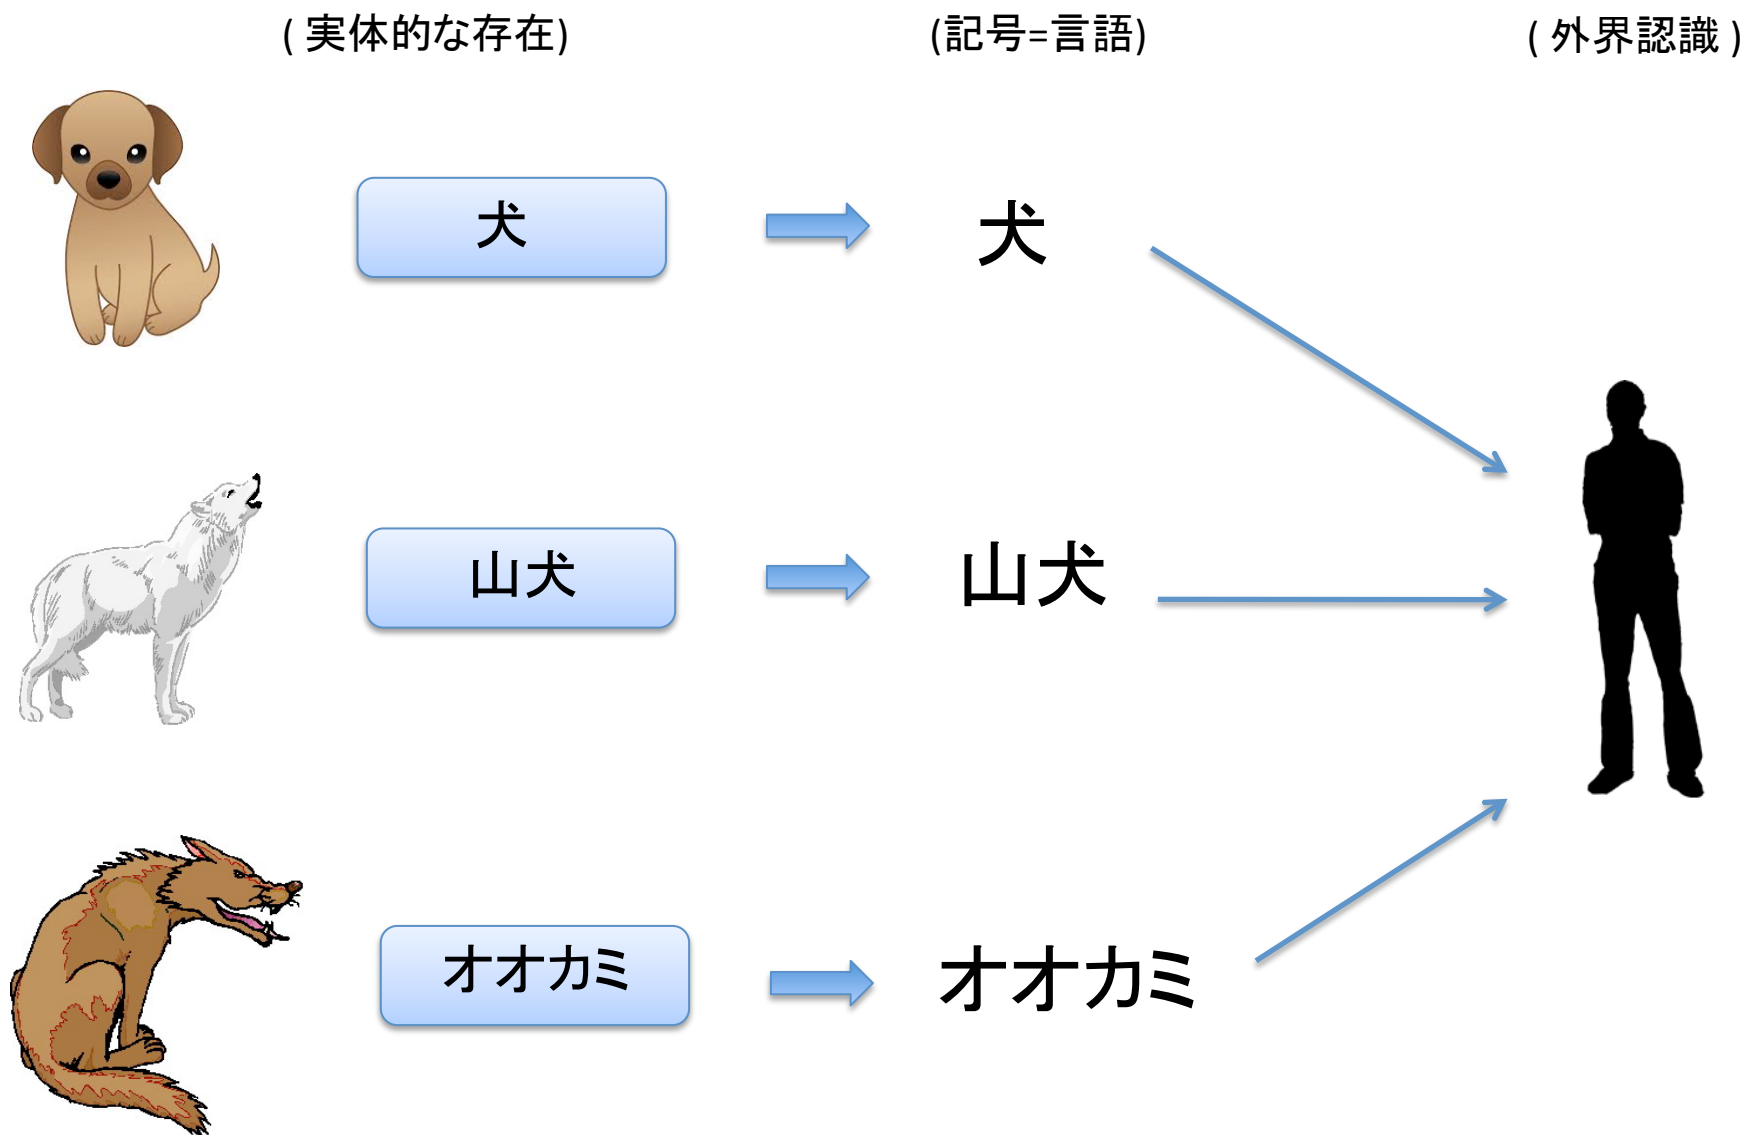 ( 実体的な存在)
(記号=言語)
( 外界認識 )
犬
犬
山犬
山犬
オオカミ
オオカミ